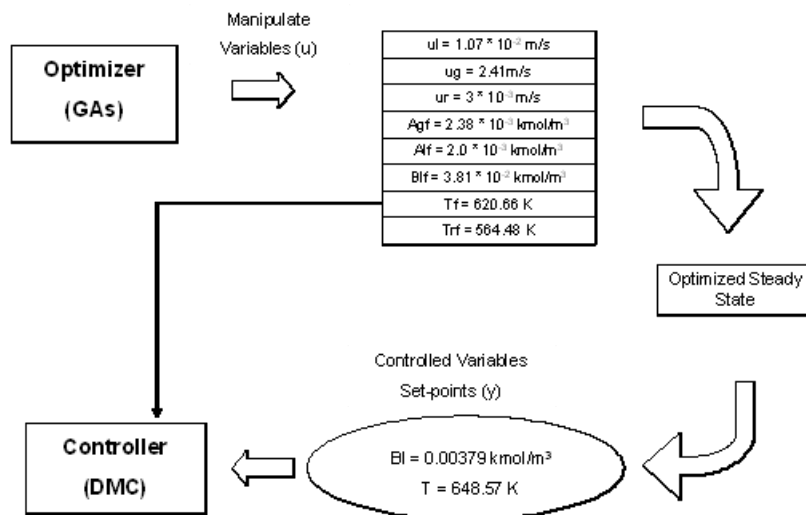 Optimizer
(GAs)
Manipulate
Variables (u)
ul = 1.07 * 10⁻² m/s
ug = 2.41m/s
ur = 3 * 10⁻³ m/s
Agf = 2.38 * 10⁻³ kmol/m³
Alf = 2.0 * 10⁻³ kmol/m³
Blf = 3.81 * 10⁻² kmol/m³
Tf = 620.66 K
Trf = 564.48 K
Optimized Steady
State
Controlled Variables
Set-points (y)
Bl = 0.00379 kmol/m³
T = 648.57 K
Controller
(DMC)